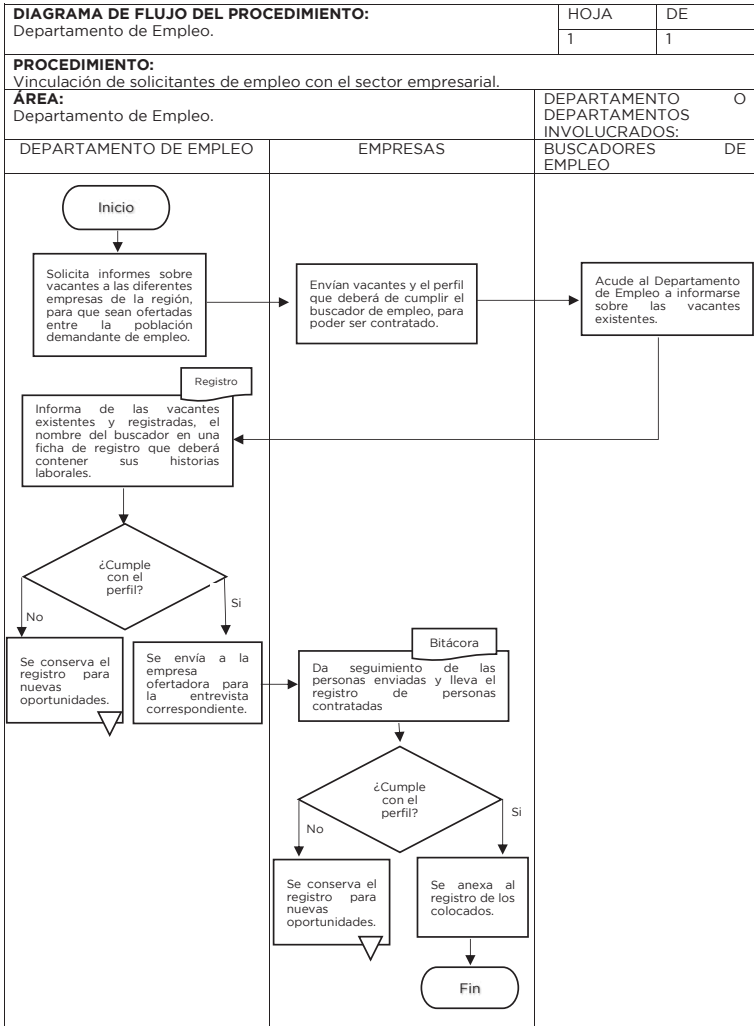 DIAGRAMA DE FLUJO DEL PROCEDIMIENTO:
Departamento de Empleo.
HOJA
DE
1
1
PROCEDIMIENTO:
Vinculación de solicitantes de empleo con el sector empresarial.
ÁREA:
Departamento de Empleo.
DEPARTAMENTO O
DEPARTAMENTOS
INVOLUCRADOS:
DEPARTAMENTO DE EMPLEO
EMPRESAS
BUSCADORES DE
EMPLEO
Inicio
Solicita informes sobre
vacantes a las diferentes
empresas de la región,
para que sean ofertadas
entre la población
demandante de empleo.
Envían vacantes y el perfil
que deberá de cumplir el
buscador de empleo, para
poder ser contratado.
Acude al Departamento
de Empleo a informarse
sobre las vacantes
existentes.
Registro
Informa de las vacantes
existentes y registradas, el
nombre del buscador en una
ficha de registro que deberá
contener sus historias
laborales.
¿Cumple
con el
perfil?
No
Si
Se conserva el
registro para
nuevas
oportunidades.
Se envía a la
empresa
ofertadora para
la entrevista
correspondiente.
Bitácora
Da seguimiento de las
personas enviadas y lleva el
registro de personas
contratadas
¿Cumple
con el
perfil?
No
Si
Se conserva el
registro para
nuevas
oportunidades.
Se anexa al
registro de los
colocados.
Fin